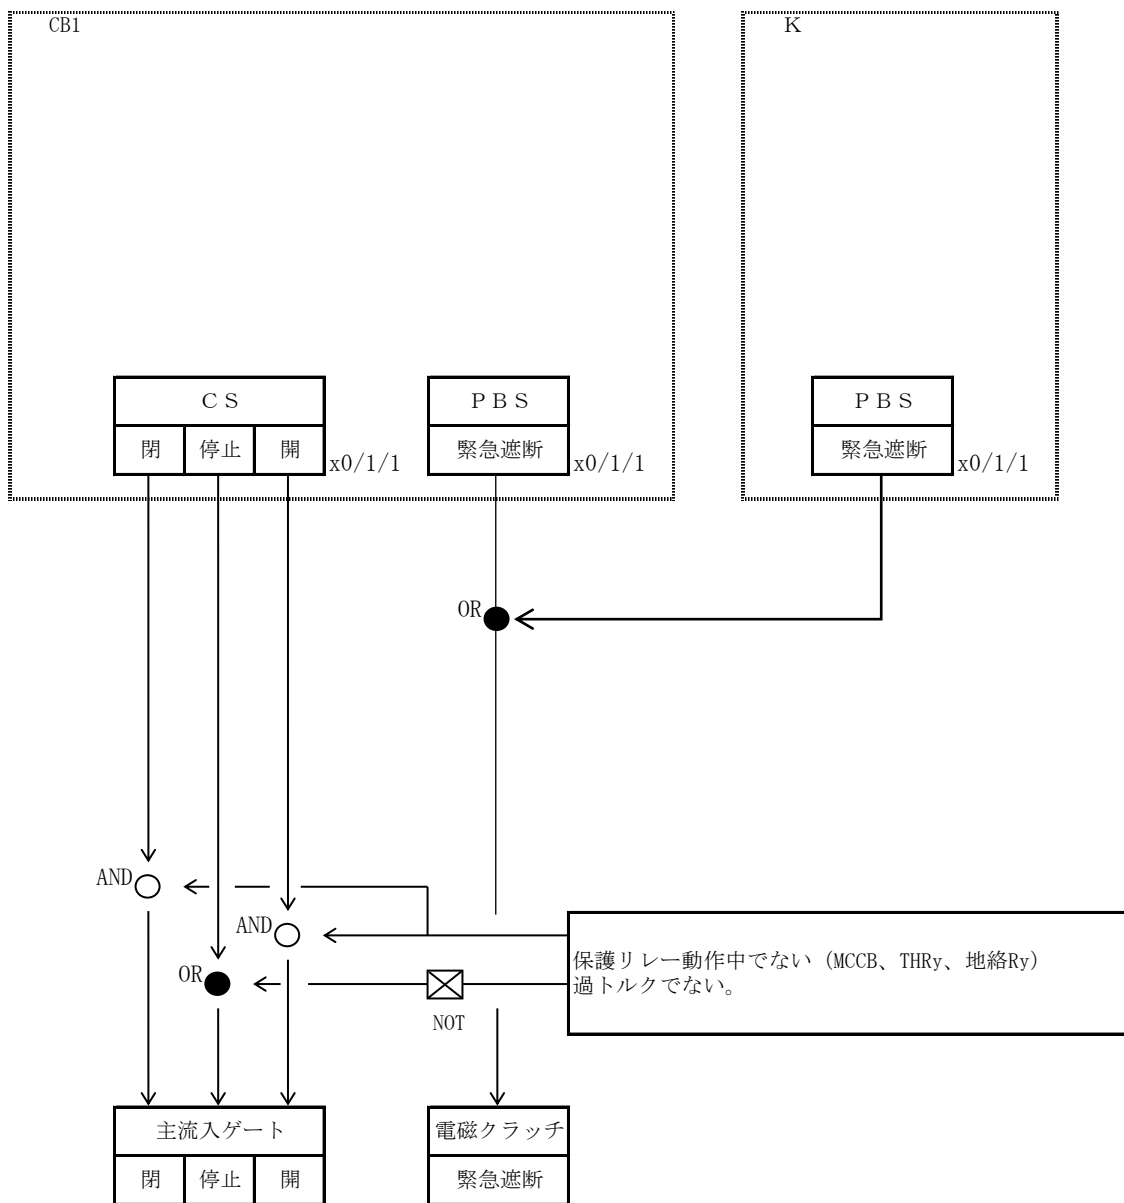 CB1
K
CS
PBS
PBS
閉
停止
開
x0/1/1
緊急遮断
x0/1/1
緊急遮断
x0/1/1
OR
AND
AND
OR
保護リレー動作中でない（MCCB、THRy、地絡Ry）
過トルクでない。
NOT
主流入ゲート
電磁クラッチ
閉
停止
開
緊急遮断